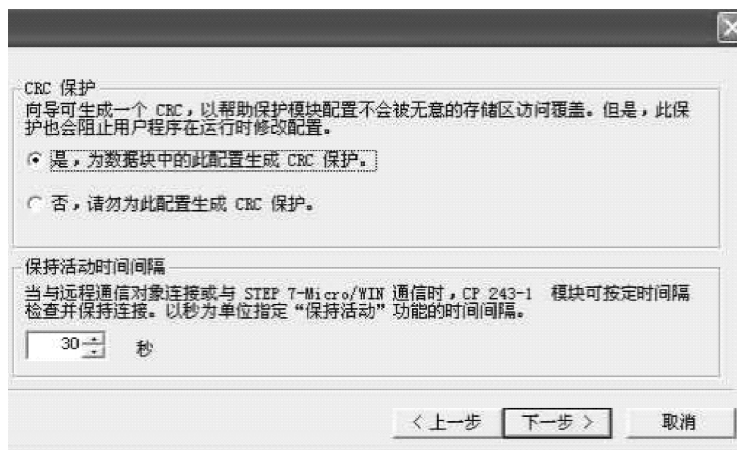 CRC 保护
向导可生成一个 CRC，以帮助保护模块配置不会被无意的存储区访问覆盖。但是，此保
护也会阻止用户程序在运行时修改配置。
是，为数据块中的此配置生成 CRC 保护。
否，请勿为此配置生成 CRC 保护。
保持活动时间间隔
当与远程通信对象连接或与 STEP 7-Micro/WIN 通信时，CP 243-1 模块可按定时间隔
检查并保持连接。以秒为单位指定“保持活动”功能的时间间隔。
30 秒
< 上一步 下一步 > 取消